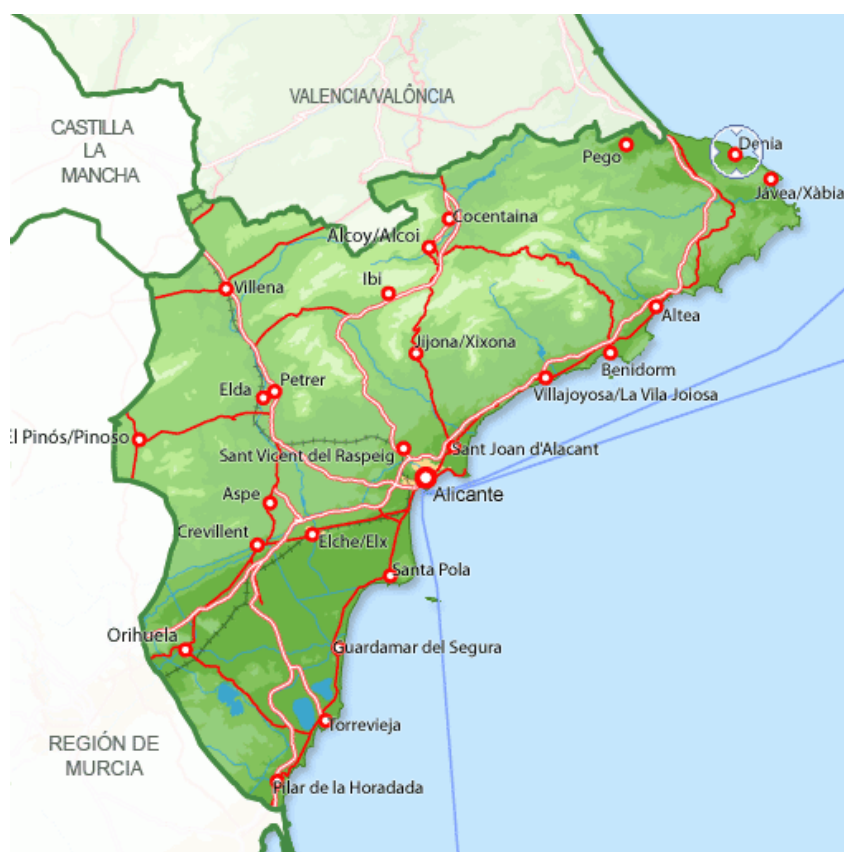 VALENCIA/VALÒNCIA
CASTILLA
LA
MANCHA
Pego
Denia
Jávea/Xàbia
Cocentaina
Alcoy/Alcoi
Ibi
Villena
Altea
Jijona/Xixona
Benidorm
Petrer
Elda
Villajoyosa/La Vila Joiosa
El Pinós/Pinoso
Sant Vicent del Raspeig
Sant Joan d'Alacant
Aspe
Alicante
Crevillent
Elche/Elx
Santa Pola
Orihuela
Guardamar del Segura
Torrevieja
REGIÓN DE
MURCIA
Pilar de la Horadada